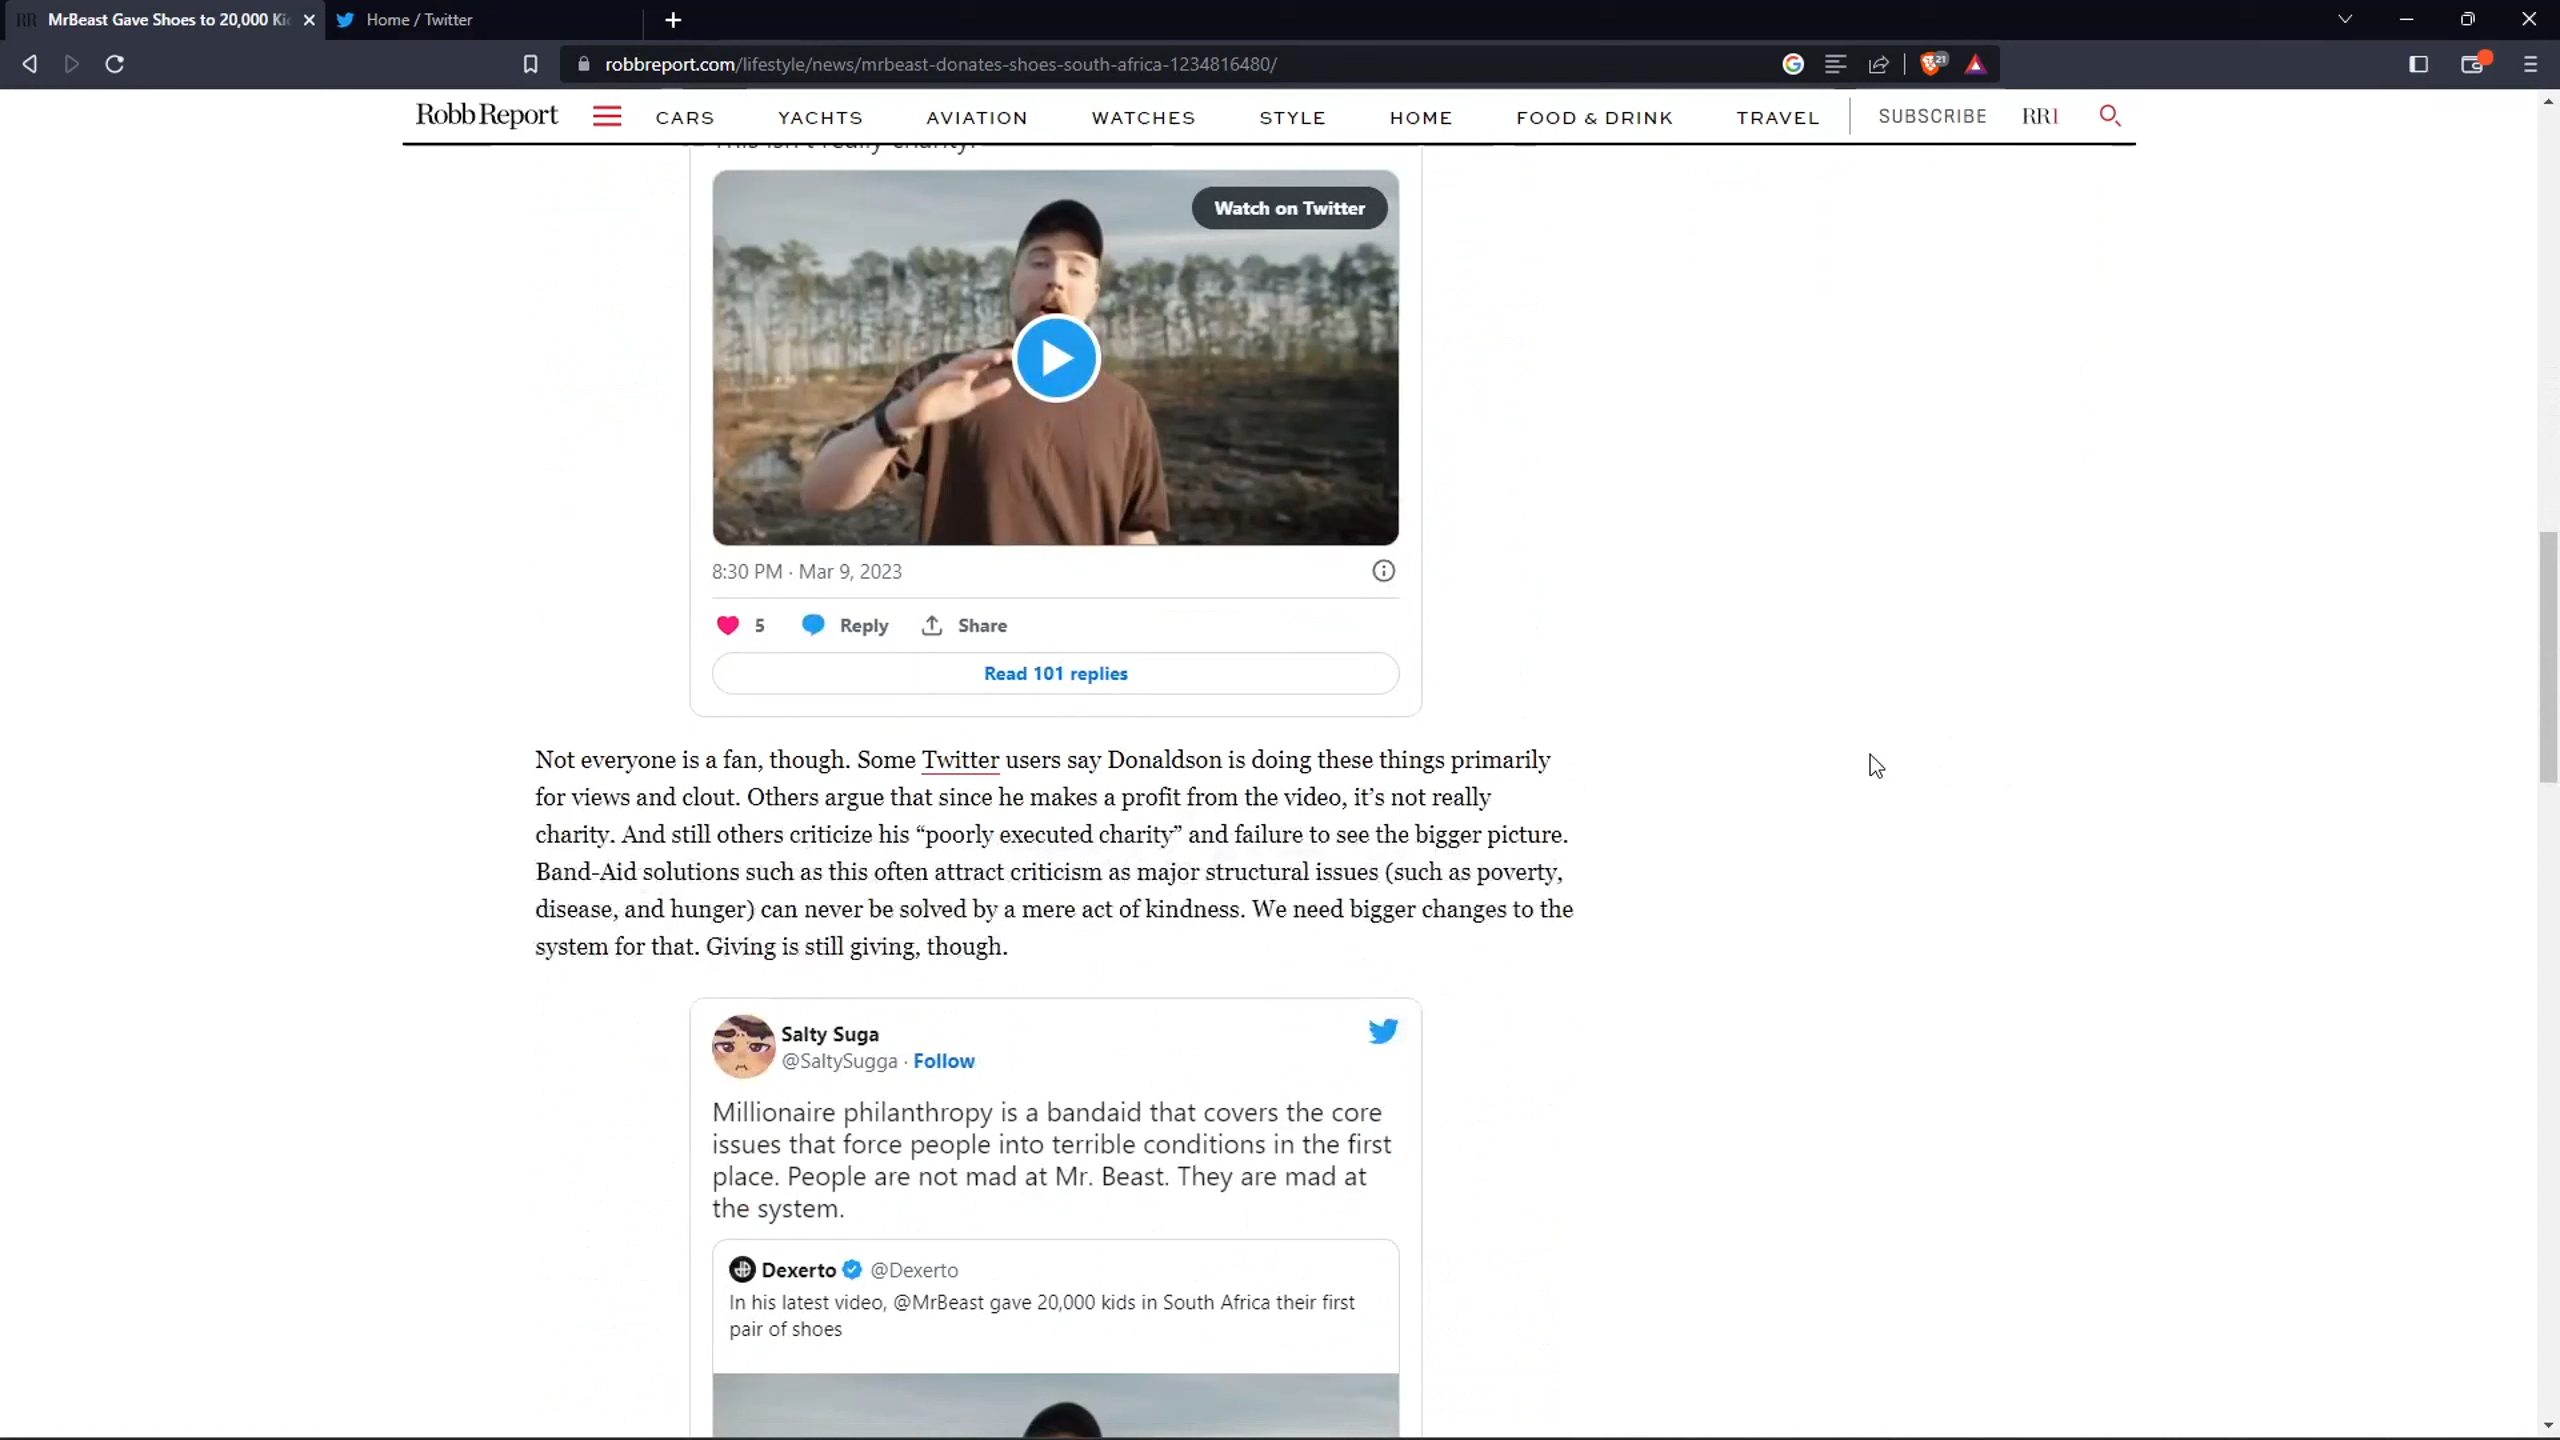 MrBeast Gave Shoes to 20,000 Ki
Home / Twitter
robbreport.com/lifestyle/news/mrbeast-donates-shoes-south-africa-1234816480/
21
Robb Report
CARS
YACHTS
AVIATION
WATCHES
STYLE
HOME
FOOD & DRINK
TRAVEL
SUBSCRIBE
RR1
This isn't really charity.
Watch on Twitter
8:30 PM · Mar 9, 2023
5
Reply
Share
Read 101 replies
Not everyone is a fan, though. Some Twitter users say Donaldson is doing these things primarily
for views and clout. Others argue that since he makes a profit from the video, it’s not really
charity. And still others criticize his “poorly executed charity” and failure to see the bigger picture.
Band-Aid solutions such as this often attract criticism as major structural issues (such as poverty,
disease, and hunger) can never be solved by a mere act of kindness. We need bigger changes to the
system for that. Giving is still giving, though.
Salty Suga
@SaltySugga · Follow
Millionaire philanthropy is a bandaid that covers the core
issues that force people into terrible conditions in the first
place. People are not mad at Mr. Beast. They are mad at
the system.
Dexerto @Dexerto
In his latest video, @MrBeast gave 20,000 kids in South Africa their first
pair of shoes